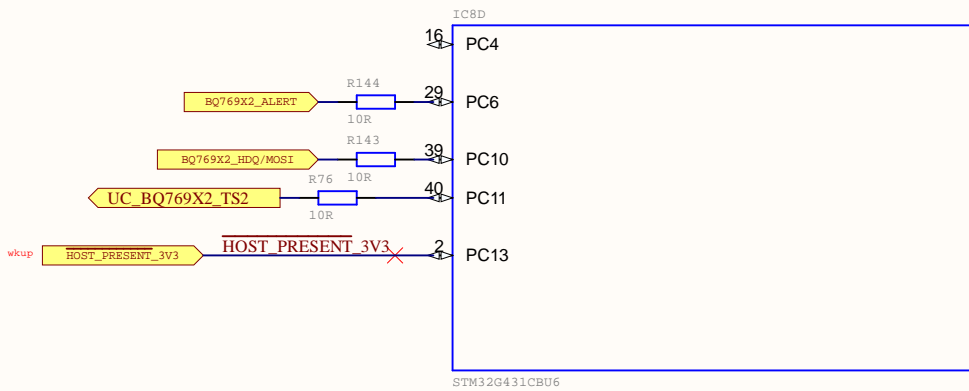 IC8D
16 PC4
R144
29
BQ769X2_ALERT PC6
10R
R143
39
BQ769X2_HDQ/MOSI PC10
10R
R76
40
UC_BQ769X2_TS2 PC11
10R
HOST_PRESENT_3V3 2
wkup HOST_PRESENT_3V3 PC13
STM32G431CBU6